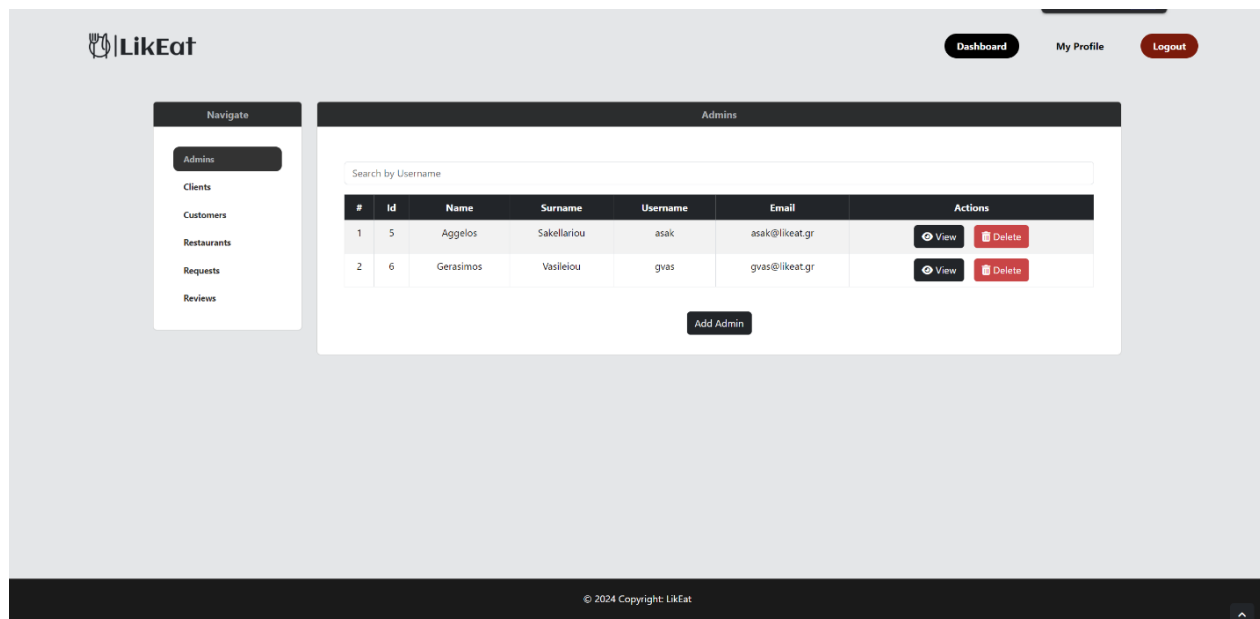 LikEat
Dashboard My Profile Logout
Navigate
Admins
Clients
Customers
Restaurants
Requests
Reviews
Admins
Search by Username
# Id Name Surname Username Email Actions
1 5 Aggelos Sakellariou asak asak@likeat.gr View Delete
2 6 Gerasimos Vasileiou gvas gvas@likeat.gr View Delete
Add Admin
© 2024 Copyright: LikEat